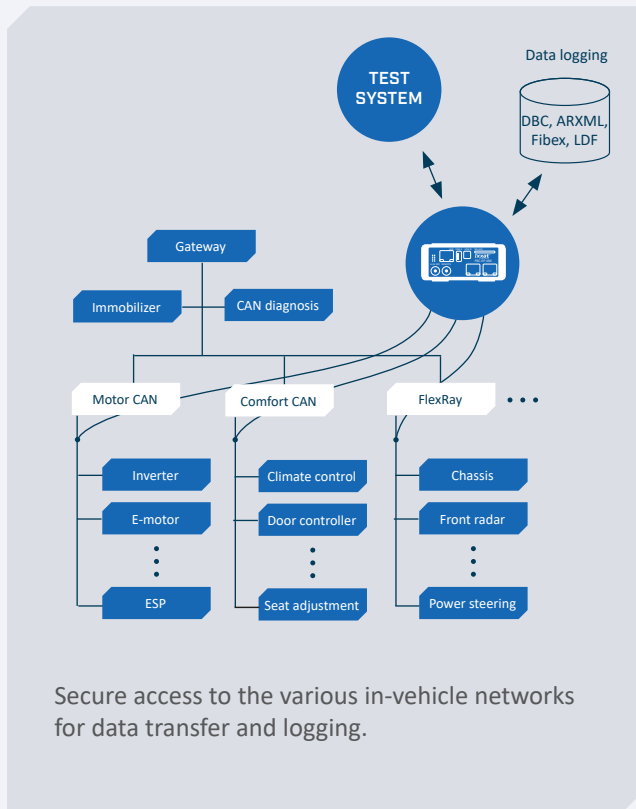 Data logging
TEST
SYSTEM
DBC, ARXML,
Fibex, LDF
Gateway
Immobilizer
CAN diagnosis
Motor CAN
Comfort CAN
FlexRay
Inverter
Climate control
Chassis
E-motor
Door controller
Front radar
ESP
Seat adjustment
Power steering
Secure access to the various in-vehicle networks
for data transfer and logging.